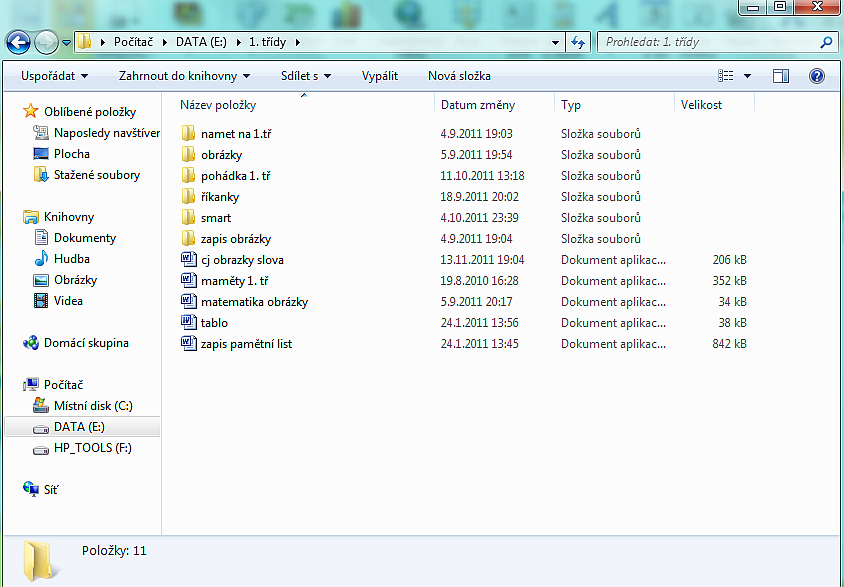 Počítač
DATA (E:)
1. třídy
Prohledat: 1. třídy
Uspořádat
Zahrnout do knihovny
Sdílet s
Vypálit
Nová složka
Oblíbené položky
Naposledy navštíver
Plocha
Stažené soubory
Knihovny
Dokumenty
Hudba
Obrázky
Videa
Domácí skupina
Počítač
Místní disk (C:)
DATA (E:)
HP_TOOLS (F:)
Síť
Název položky Datum změny Typ Velikost
namet na 1.tř 4.9.2011 19:03 Složka souborů
obrázky 5.9.2011 19:54 Složka souborů
pohádka 1. tř 11.10.2011 13:18 Složka souborů
říkanky 18.9.2011 20:02 Složka souborů
smart 4.10.2011 23:39 Složka souborů
zapis obrázky 4.9.2011 19:04 Složka souborů
cj obrazky slova 13.11.2011 19:04 Dokument aplikac... 206 kB
maměty 1. tř 19.8.2010 16:28 Dokument aplikac... 352 kB
matematika obrázky 5.9.2011 20:17 Dokument aplikac... 34 kB
tablo 24.1.2011 13:56 Dokument aplikac... 38 kB
zapis pamětní list 24.1.2011 13:45 Dokument aplikac... 842 kB
Položky: 11